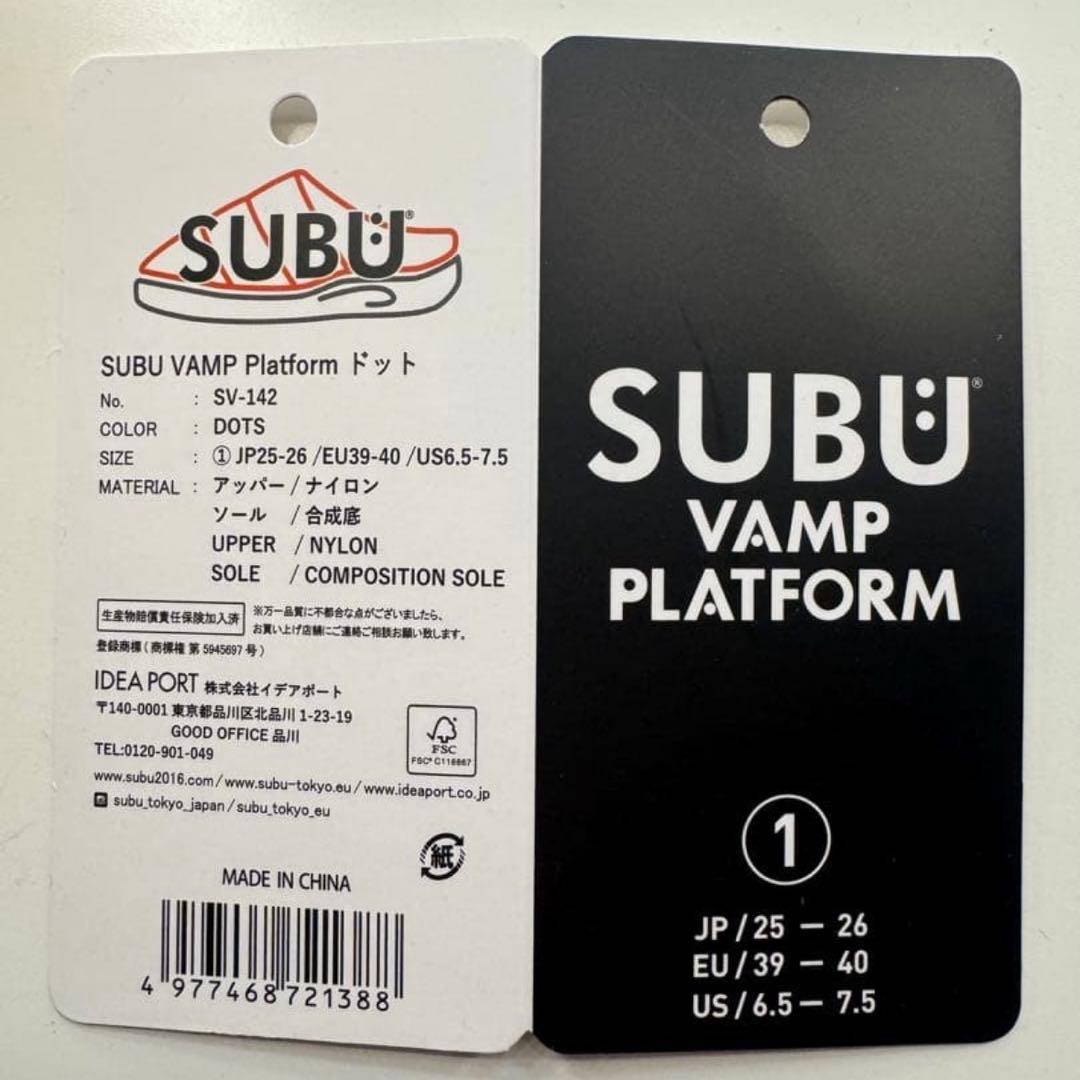 SUBÜ®
SUBU VAMP Platform ドット
No. : SV-142
COLOR : DOTS
SIZE : ① JP25-26 /EU39-40 /US6.5-7.5
MATERIAL : アッパー / ナイロン
ソール / 合成底
UPPER / NYLON
SOLE / COMPOSITION SOLE
生産物賠償責任保険加入済
※万一品質に不都合な点がございましたら、
お買い上げ店舗にご連絡ご相談お願い致します。
登録商標 ( 商標権 第 5945697 号 )
IDEA PORT 株式会社イデアポート
〒140-0001 東京都品川区北品川 1-23-19
GOOD OFFICE 品川
TEL:0120-901-049
FSC
FSC® C116667
www.subu2016.com / www.subu-tokyo.eu / www.ideaport.co.jp
subu_tokyo_japan / subu_tokyo_eu
紙
MADE IN CHINA
4 977468 721388
SUBÜ®
VAMP
PLATFORM
1
JP / 25 — 26
EU / 39 — 40
US / 6.5 — 7.5